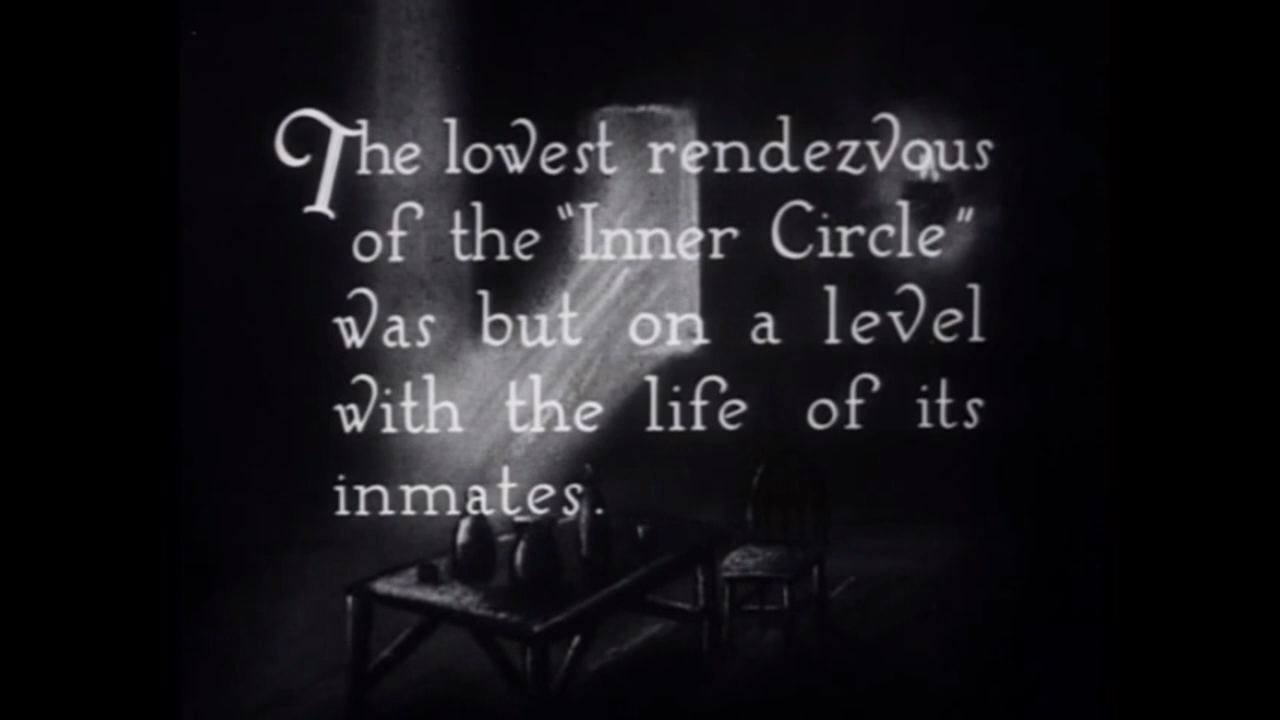 The lowest rendezvous
of the "Inner Circle"
was but on a level
with the life of its
inmates.